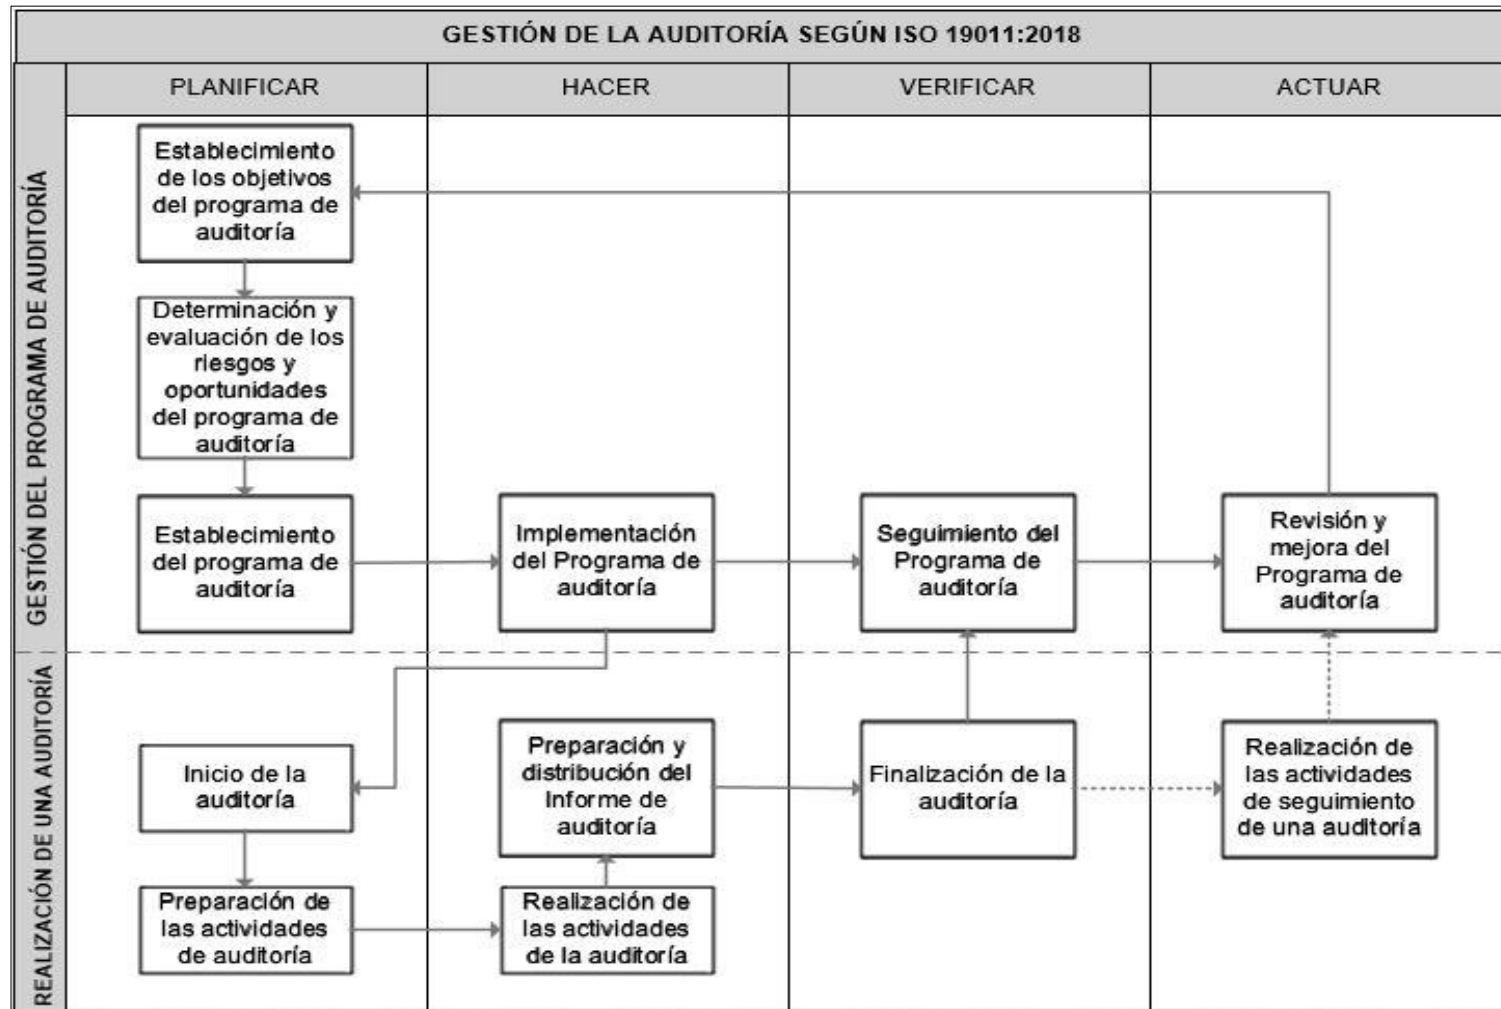 GESTIÓN DE LA AUDITORÍA SEGÚN ISO 19011:2018
PLANIFICAR
HACER
VERIFICAR
ACTUAR
GESTIÓN DEL PROGRAMA DE AUDITORÍA
Establecimiento
de los objetivos
del programa de
auditoría
Determinación y
evaluación de los
riesgos y
oportunidades
del programa de
auditoría
Establecimiento
del programa de
auditoría
Implementación
del Programa de
auditoría
Seguimiento del
Programa de
auditoría
Revisión y
mejora del
Programa de
auditoría
REALIZACIÓN DE UNA AUDITORÍA
Inicio de la
auditoría
Preparación de
las actividades
de auditoría
Preparación y
distribución del
Informe de
auditoría
Realización de
las actividades
de la auditoría
Finalización de la
auditoría
Realización de
las actividades
de seguimiento
de una auditoría